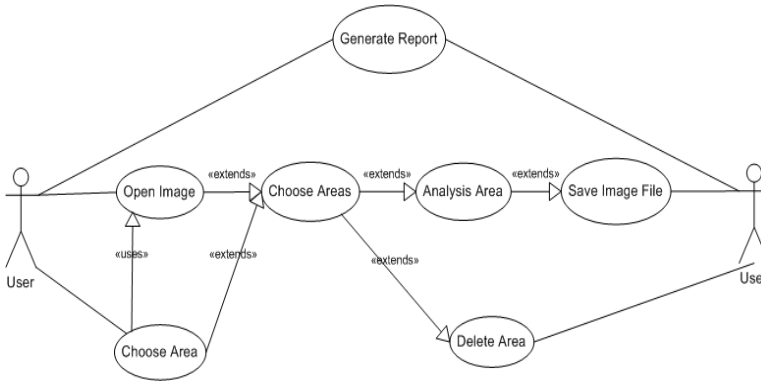 Generate Report
«extends»
«extends»
«extends»
Open Image
Choose Areas
Analysis Area
Save Image File
«uses»
«extends»
«extends»
User
Use
Choose Area
Delete Area